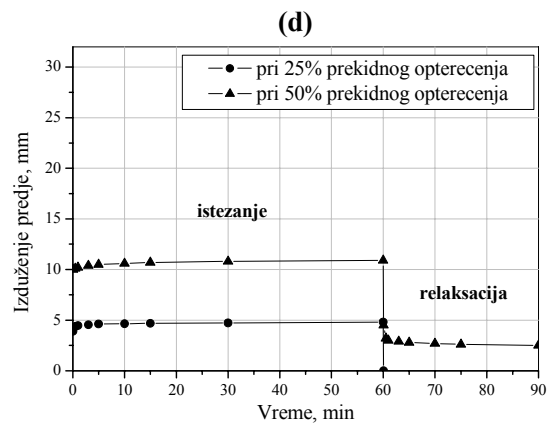 (d)
pri 25% prekidnog opterecenja
pri 50% prekidnog opterecenja
istezanje
relaksacija
Izduženje predje, mm
30
25
20
15
10
5
0
0 10 20 30 40 50 60 70 80 90
Vreme, min